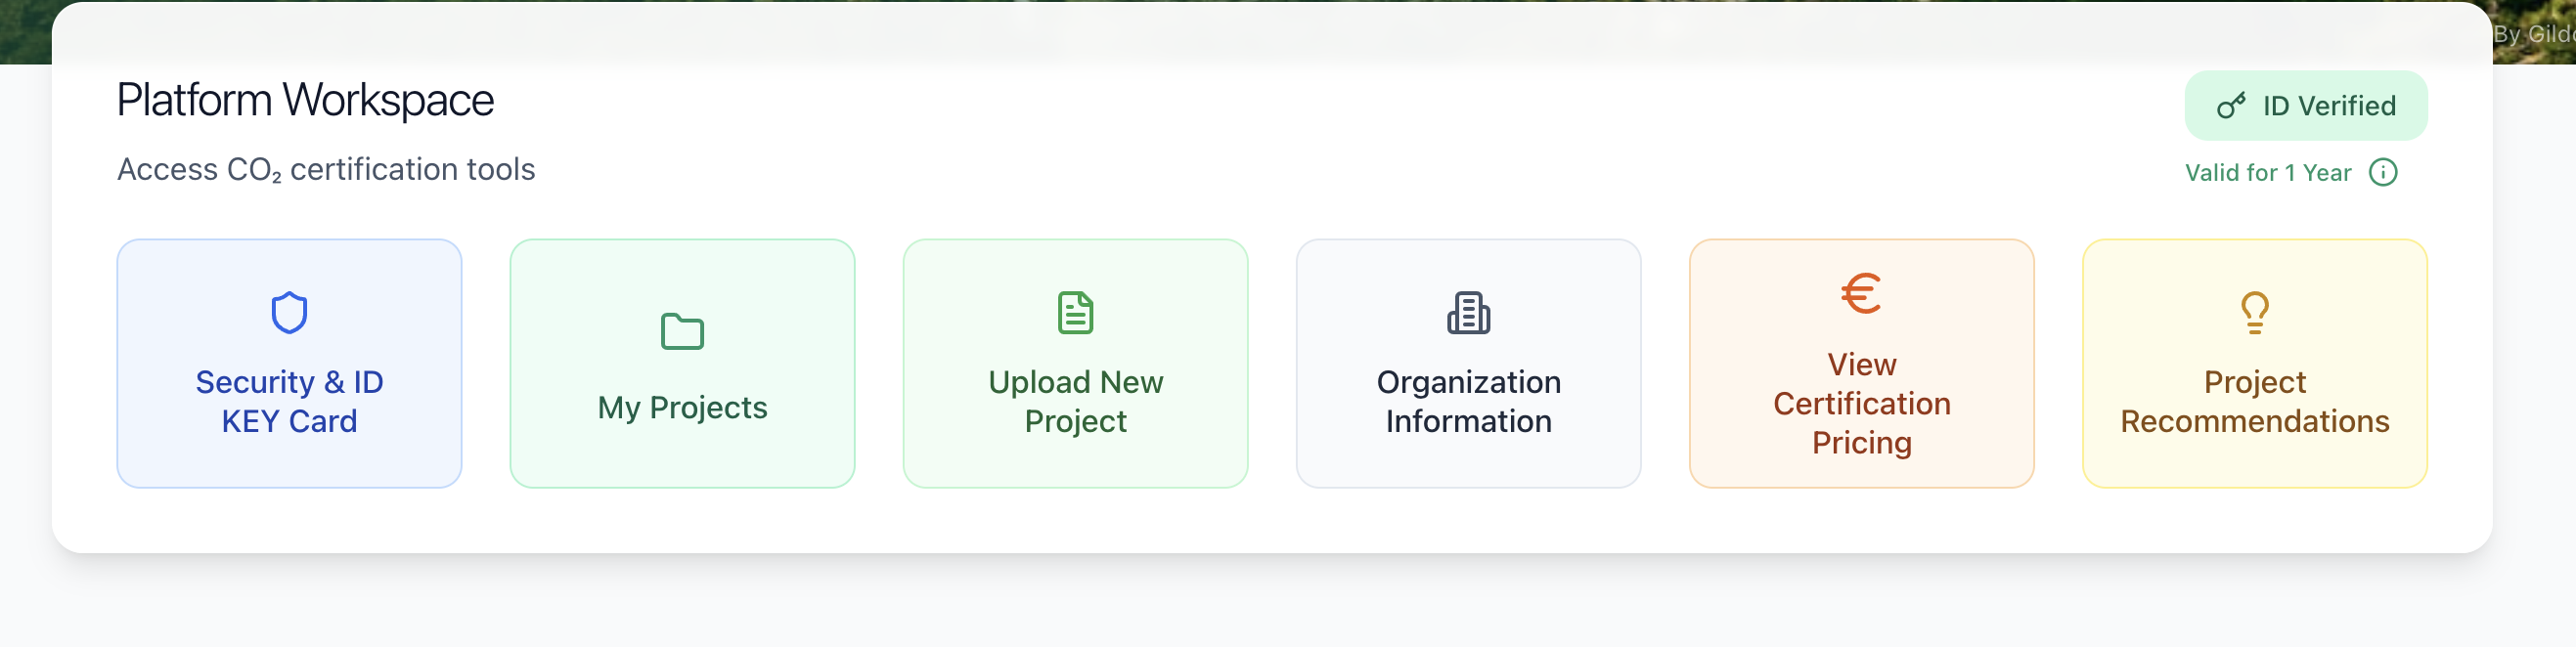 By Gild
Platform Workspace
ID Verified
Access CO₂ certification tools
Valid for 1 Year
Security & ID
KEY Card
My Projects
Upload New
Project
Organization
Information
View
Certification
Pricing
Project
Recommendations